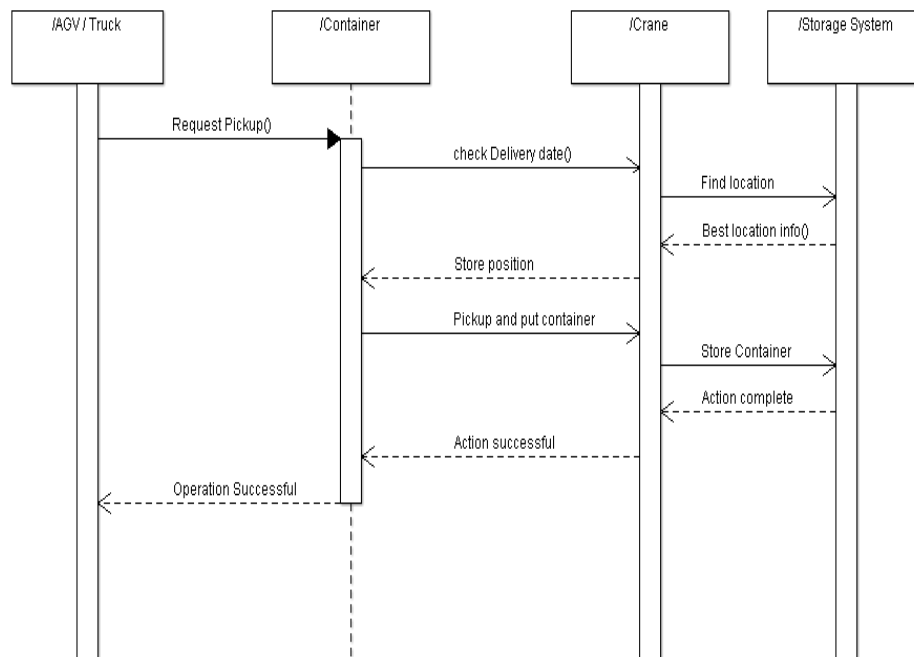 /AGV / Truck
/Container
/Crane
/Storage System
Request Pickup()
check Delivery date()
Find location
Best location info()
Store position
Pickup and put container
Store Container
Action complete
Action successful
Operation Successful